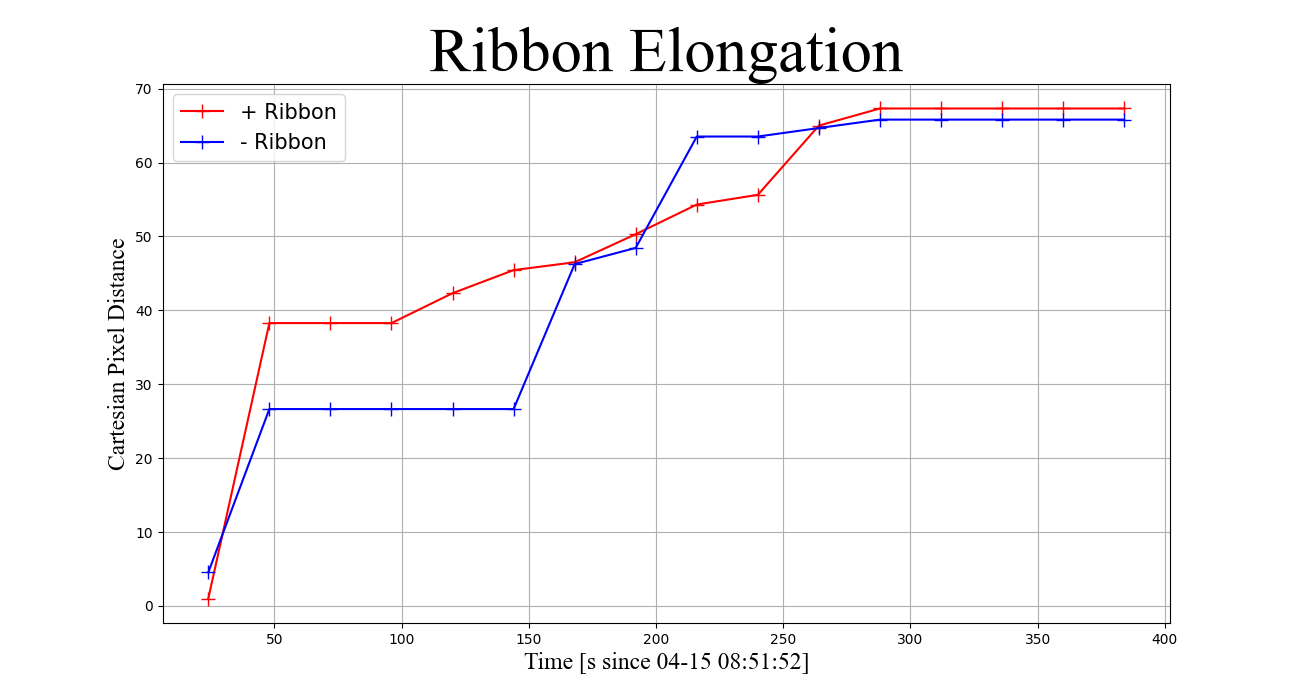 Ribbon Elongation
70
60
50
40
30
20
10
0
+ Ribbon
- Ribbon
Cartesian Pixel Distance
50 100 150 200 250 300 350 400
Time [s since 04-15 08:51:52]